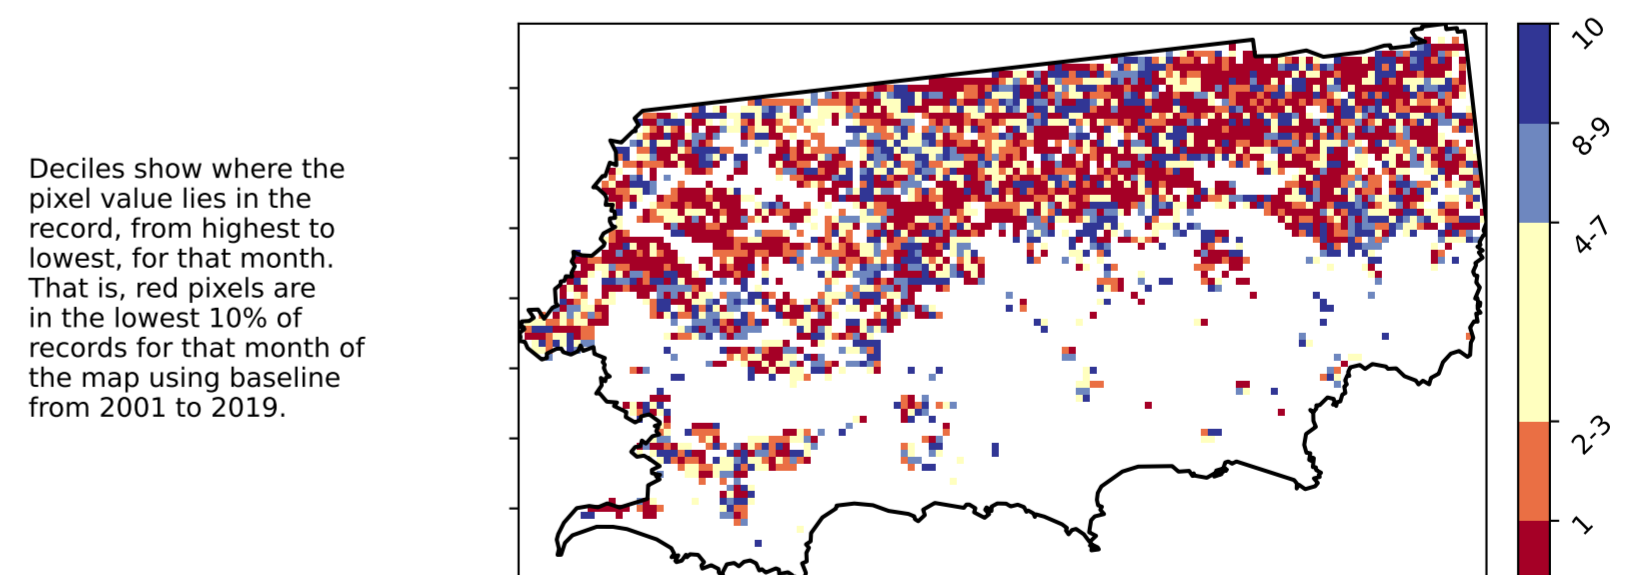 Deciles show where the
pixel value lies in the
record, from highest to
lowest, for that month.
That is, red pixels are
in the lowest 10% of
records for that month of
the map using baseline
from 2001 to 2019.
10
8-9
4-7
2-3
1